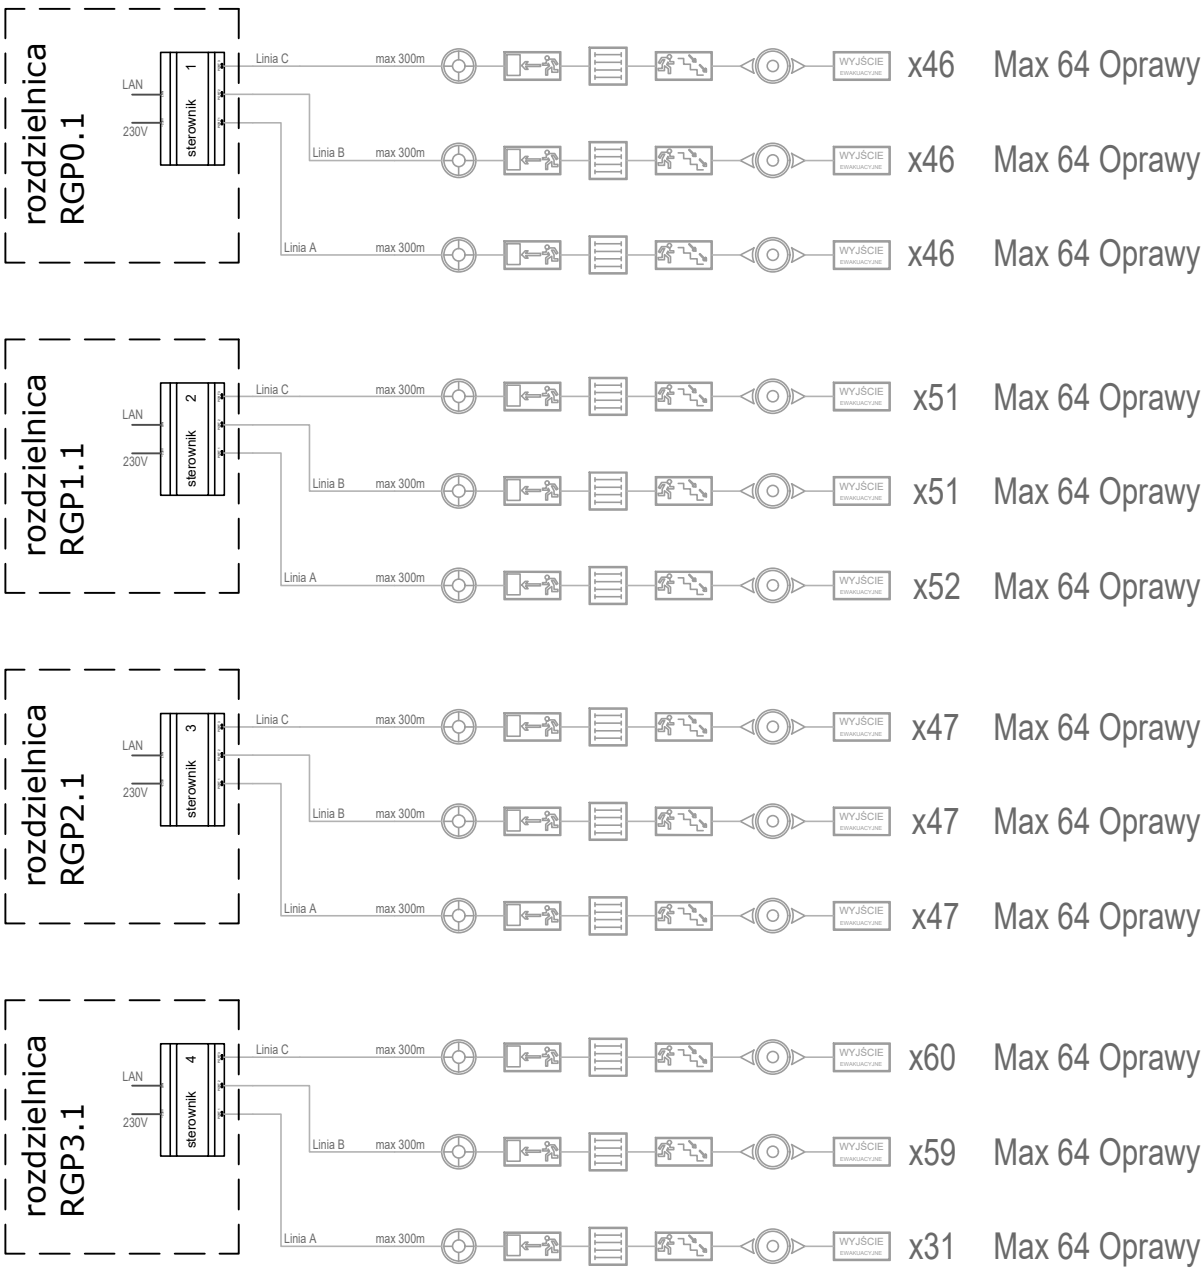 rozdzielnica
RGP0.1
LAN
230V
sterownik 1
Linia C max 300m WYJŚCIE EWAKUACYJNE x46 Max 64 Oprawy
Linia B max 300m WYJŚCIE EWAKUACYJNE x46 Max 64 Oprawy
Linia A max 300m WYJŚCIE EWAKUACYJNE x46 Max 64 Oprawy
rozdzielnica
RGP1.1
LAN
230V
sterownik 2
Linia C max 300m WYJŚCIE EWAKUACYJNE x51 Max 64 Oprawy
Linia B max 300m WYJŚCIE EWAKUACYJNE x51 Max 64 Oprawy
Linia A max 300m WYJŚCIE EWAKUACYJNE x52 Max 64 Oprawy
rozdzielnica
RGP2.1
LAN
230V
sterownik 3
Linia C max 300m WYJŚCIE EWAKUACYJNE x47 Max 64 Oprawy
Linia B max 300m WYJŚCIE EWAKUACYJNE x47 Max 64 Oprawy
Linia A max 300m WYJŚCIE EWAKUACYJNE x47 Max 64 Oprawy
rozdzielnica
RGP3.1
LAN
230V
sterownik 4
Linia C max 300m WYJŚCIE EWAKUACYJNE x60 Max 64 Oprawy
Linia B max 300m WYJŚCIE EWAKUACYJNE x59 Max 64 Oprawy
Linia A max 300m WYJŚCIE EWAKUACYJNE x31 Max 64 Oprawy